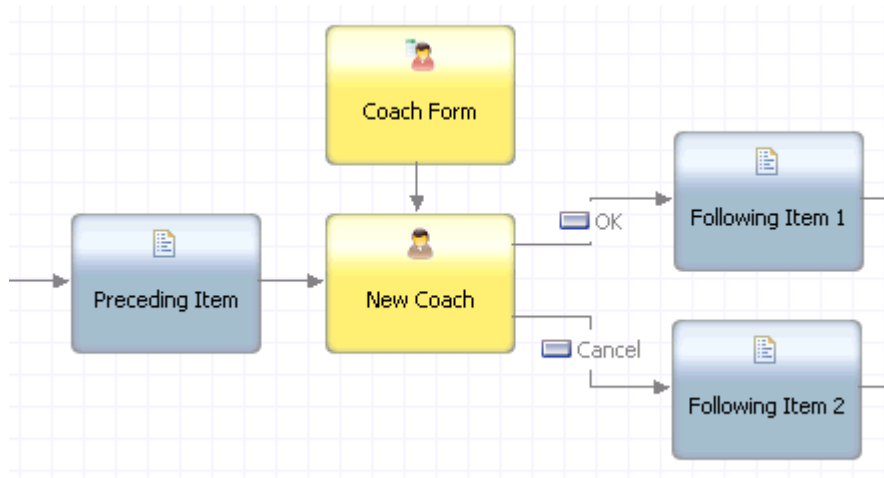 Coach Form
Preceding Item
New Coach
OK
Cancel
Following Item 1
Following Item 2